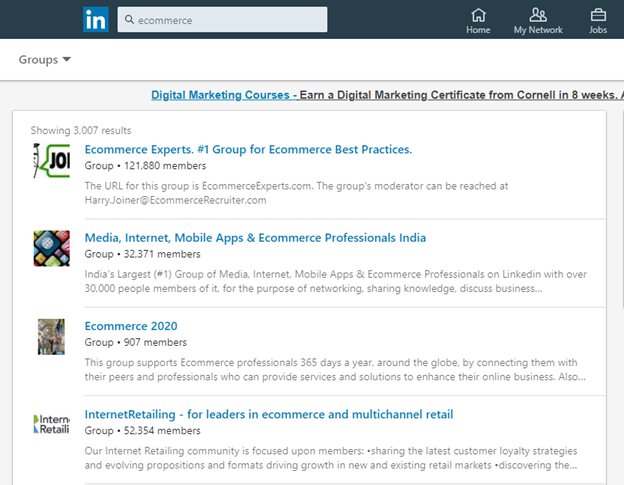 in
ecommerce
Home
My Network
Jobs
Groups
Digital Marketing Courses - Earn a Digital Marketing Certificate from Cornell in 8 weeks.
Showing 3,007 results
JOI
Ecommerce Experts. #1 Group for Ecommerce Best Practices.
Group • 121,880 members
The URL for this group is EcommerceExperts.com. The group's moderator can be reached at
Harry.Joiner@EcommerceRecruiter.com
Media, Internet, Mobile Apps & Ecommerce Professionals India
Group • 32,371 members
India's Largest (#1) Group of Media, Internet, Mobile Apps & Ecommerce Professionals on Linkedin with over
30,000 people members of it, for the purpose of networking, sharing knowledge, discuss business...
Ecommerce 2020
Group • 907 members
This group supports Ecommerce professionals 365 days a year, around the globe, by connecting them with
their peers and professionals who can provide services and solutions to enhance their online business. Also...
Intern
Retaili
InternetRetailing - for leaders in ecommerce and multichannel retail
Group • 52,354 members
Our Internet Retailing community is focused upon members: •sharing the latest customer loyalty strategies
and evolving propositions and formats driving growth in new and existing retail markets •discovering the...